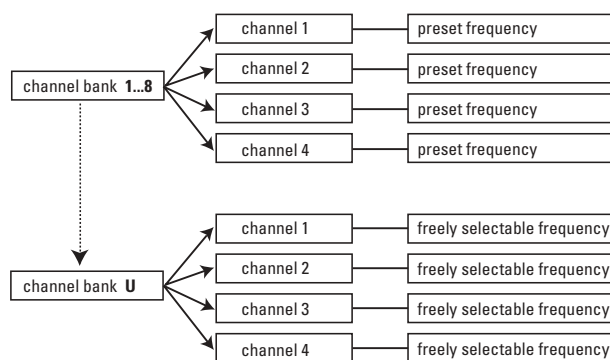 channel 1 preset frequency
channel 2 preset frequency
channel bank 1...8
channel 3 preset frequency
channel 4 preset frequency
channel 1 freely selectable frequency
channel 2 freely selectable frequency
channel bank U
channel 3 freely selectable frequency
channel 4 freely selectable frequency